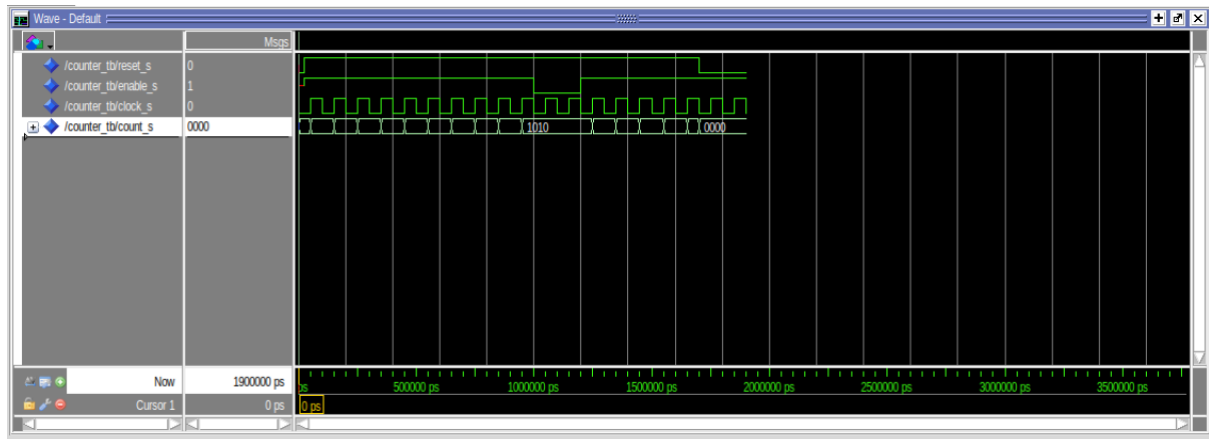 Wave - Default
Msgs
/counter_tb/reset_s 0
/counter_tb/enable_s 1
/counter_tb/clock_s 0
/counter_tb/count_s 0000 1010 0000
Now 1900000 ps ps 500000 ps 1000000 ps 1500000 ps 2000000 ps 2500000 ps 3000000 ps 3500000 ps
Cursor 1 0 ps 0 ps